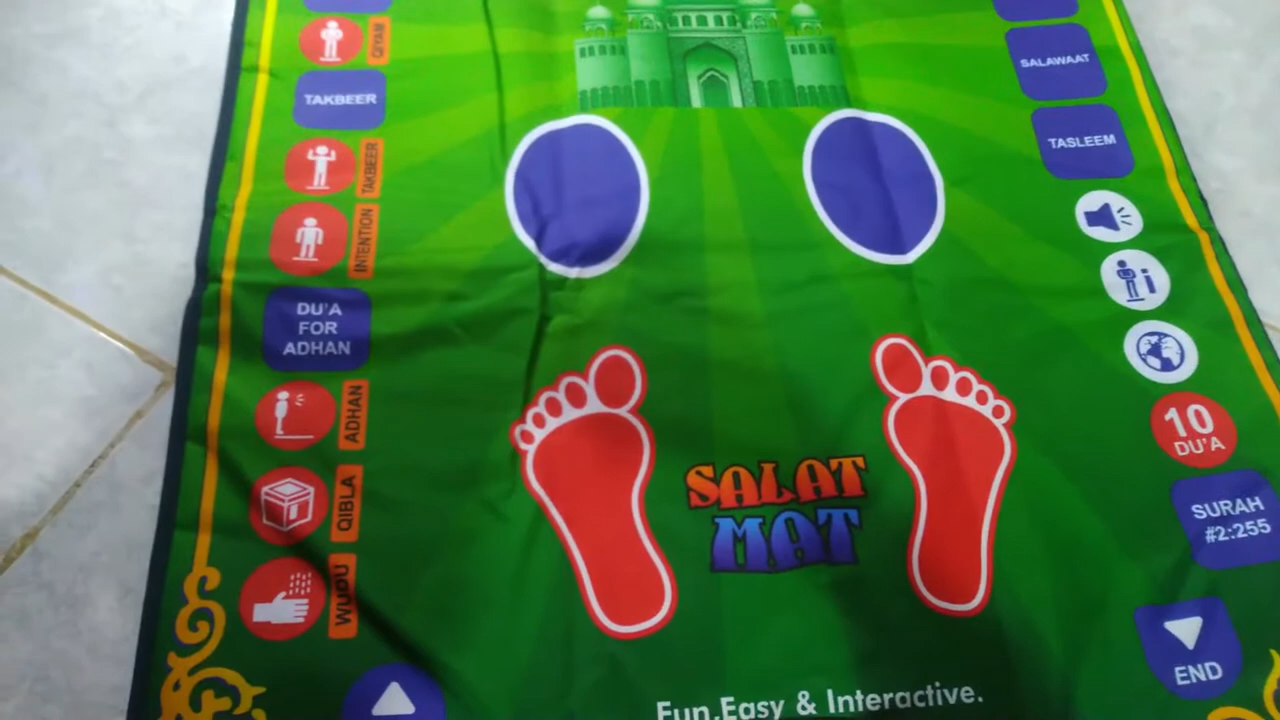 QIYAM
TAKBEER
TAKBEER
INTENTION
DU'A
FOR
ADHAN
ADHAN
QIBLA
WUDU
SALAWAAT
TASLEEM
10
DU'A
SURAH
#2:255
END
SALAT
MAT
Fun,Easy & Interactive.